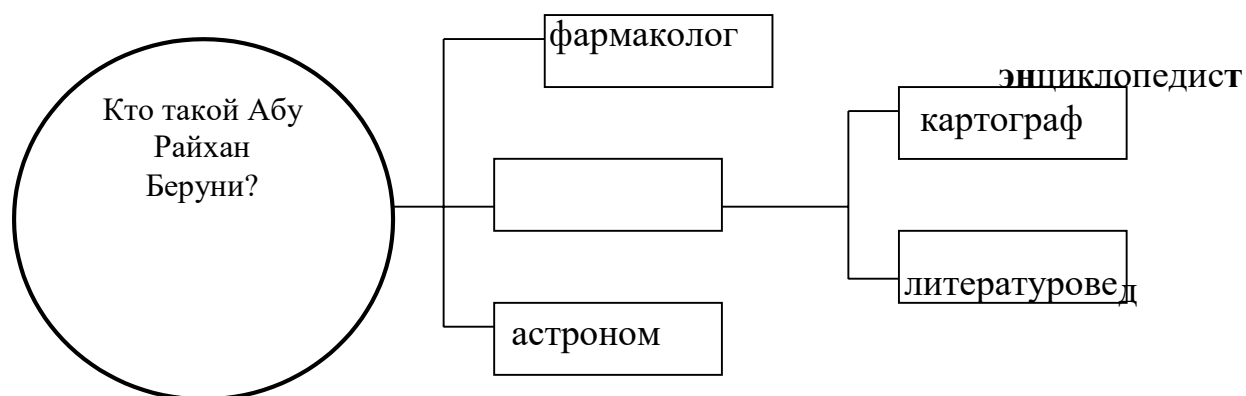 Кто такой Абу
Райхан
Беруни?
фармаколог
астроном
энциклопедист
картограф
литературовед